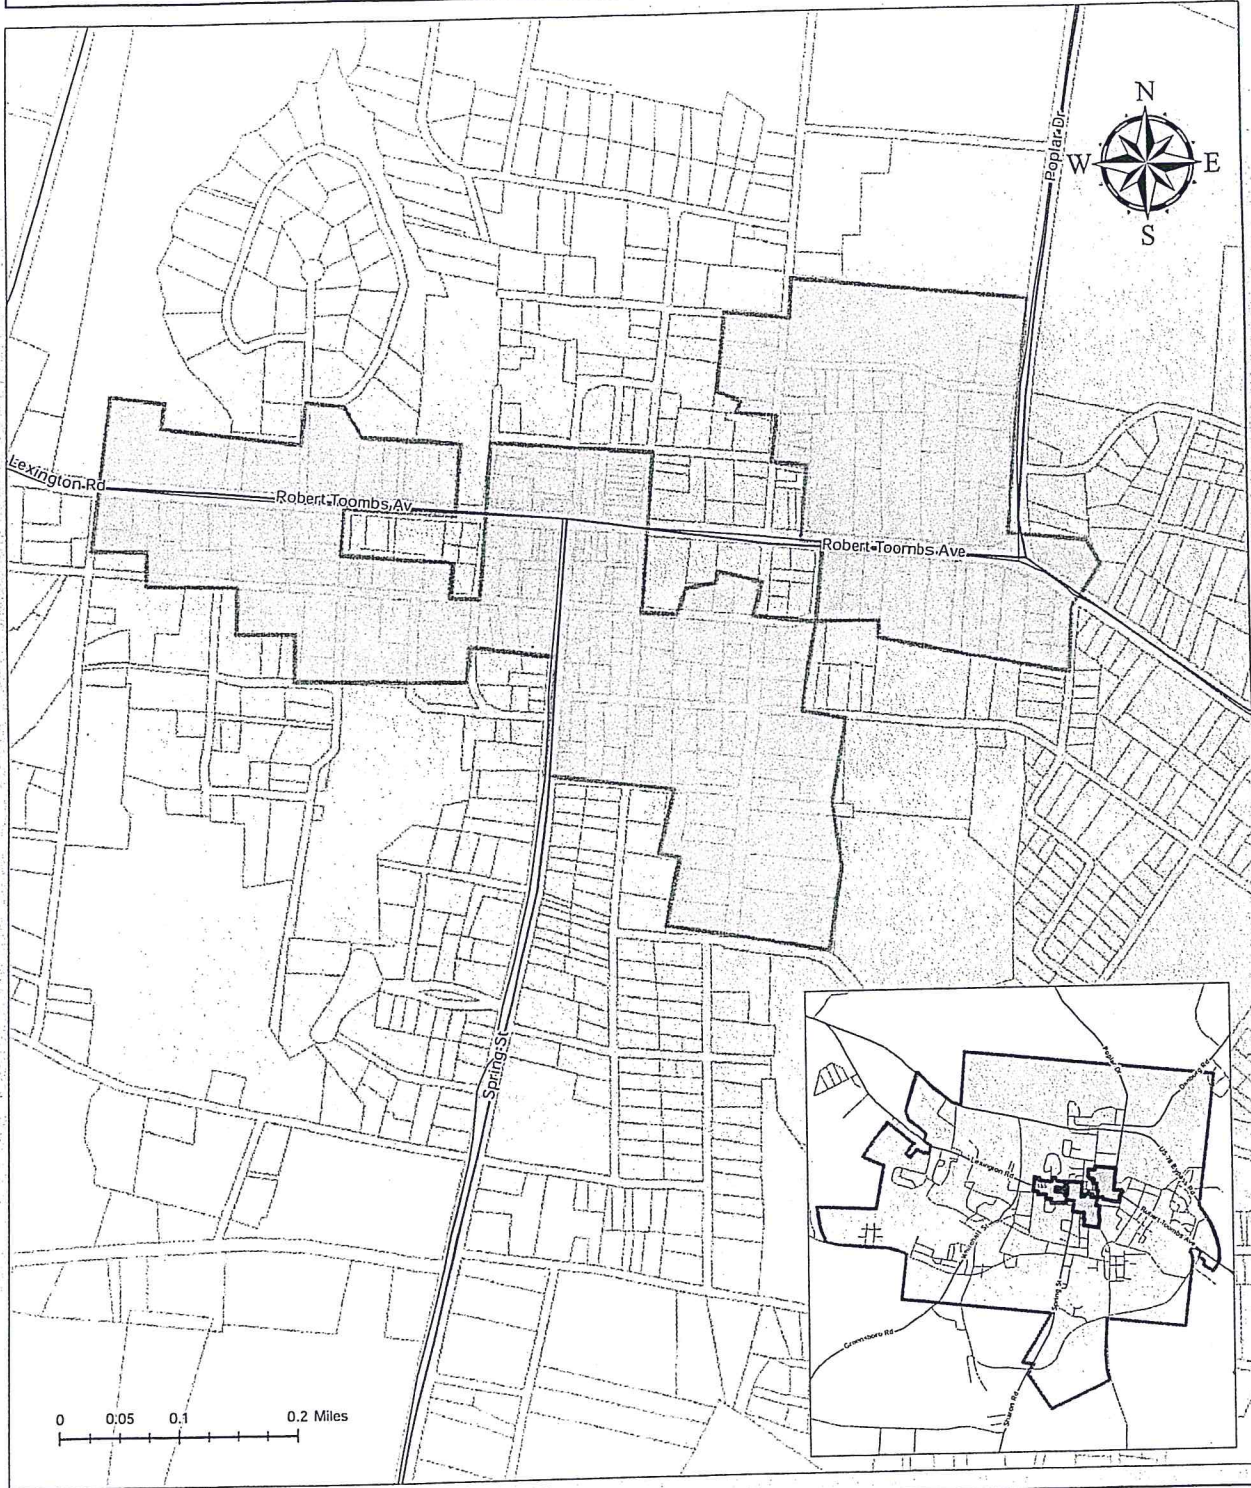 N
W E
S
Poplar Dr
Lexington Rd
Robert Toombs Av
Robert Toombs Ave
Spring St
0 0.05 0.1 0.2 Miles
Poplar Dr
Lexington Rd
Robert Toombs Ave
Spring St
Greensboro Rd
Sharon Rd